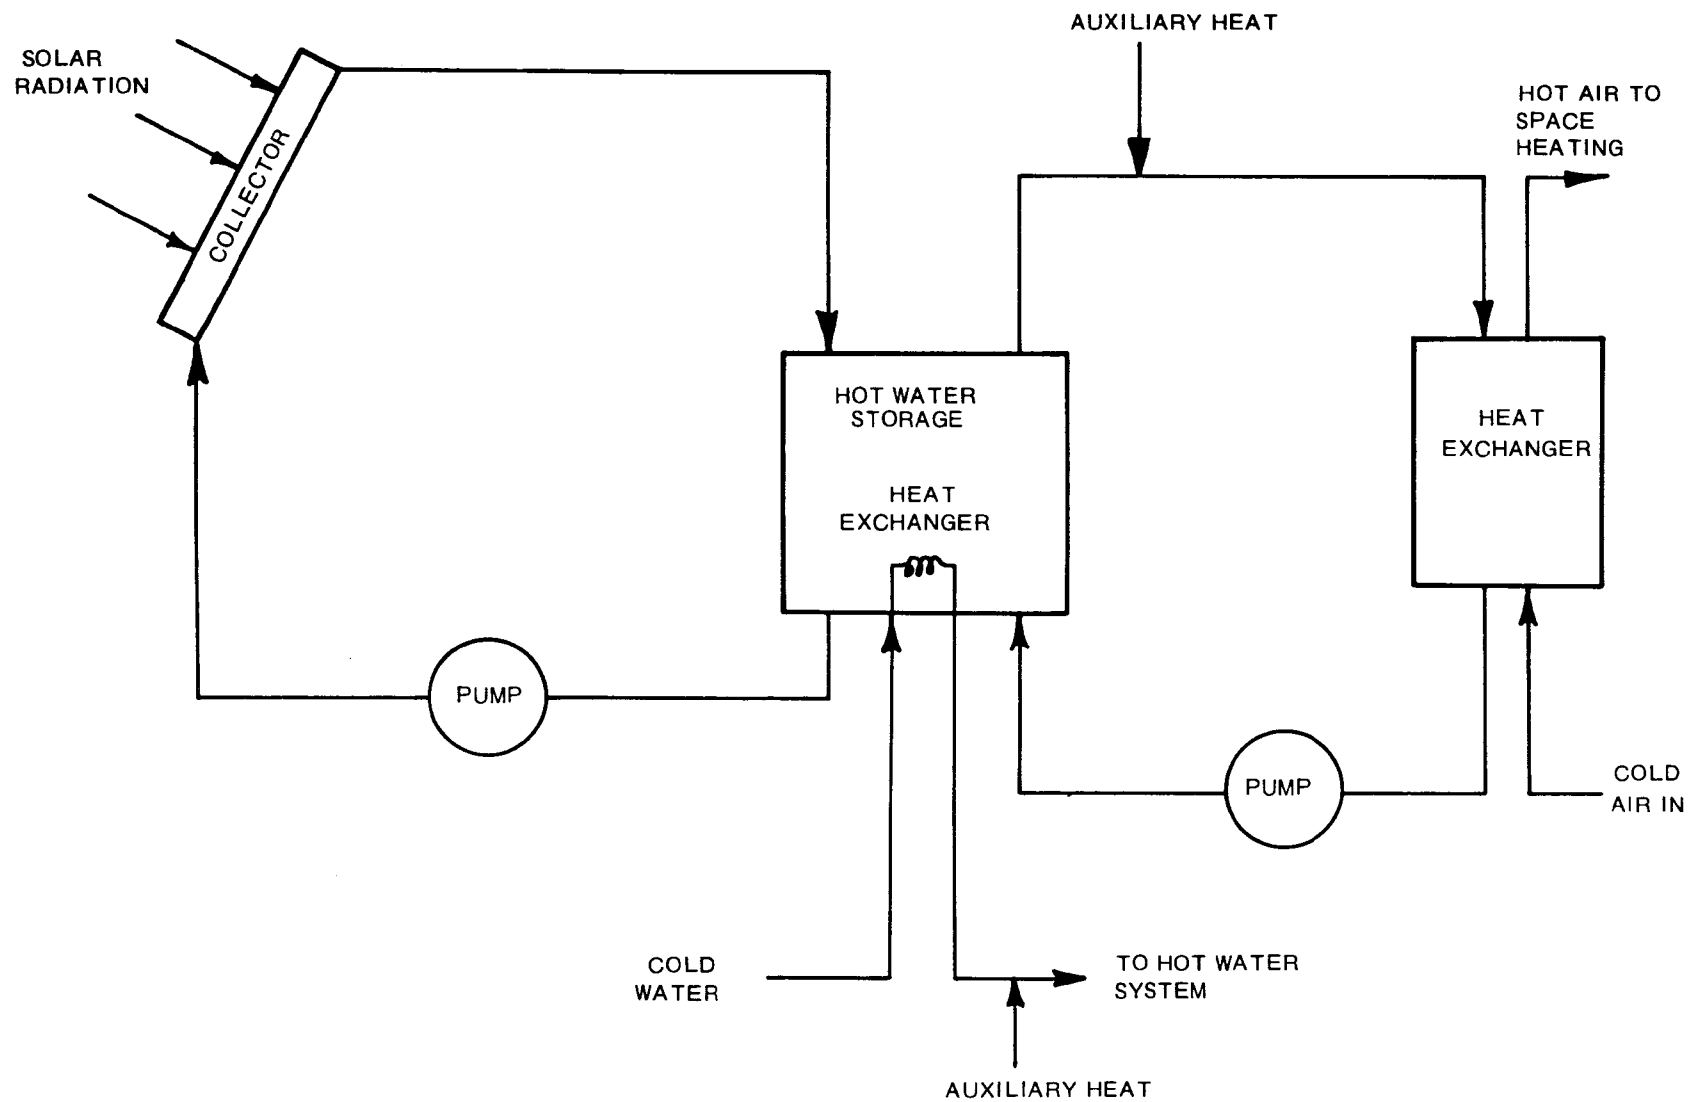 AUXILIARY HEAT
SOLAR
RADIATION
HOT AIR TO
SPACE
HEATING
COLLECTOR
HOT WATER
STORAGE
HEAT
EXCHANGER
HEAT
EXCHANGER
PUMP
PUMP
COLD
AIR IN
COLD
WATER
TO HOT WATER
SYSTEM
AUXILIARY HEAT